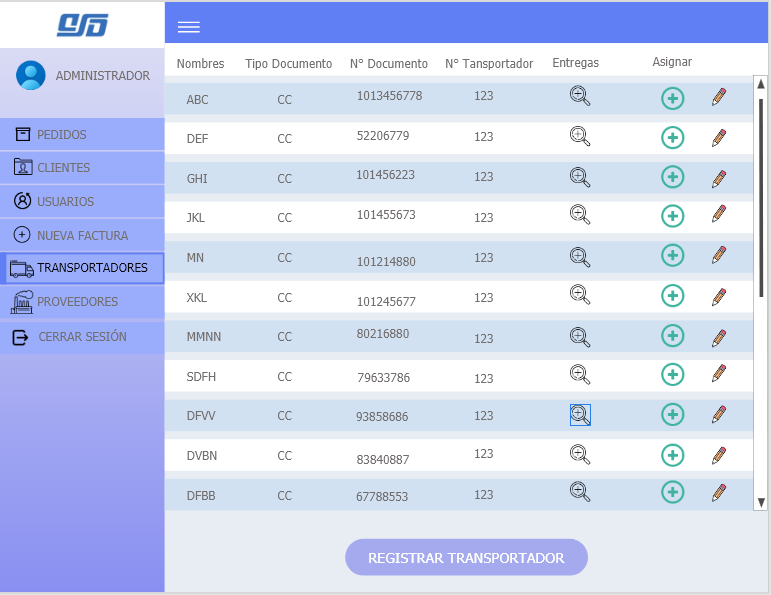 ADMINISTRADOR
PEDIDOS
CLIENTES
USUARIOS
NUEVA FACTURA
TRANSPORTADORES
PROVEEDORES
CERRAR SESIÓN
Nombres Tipo Documento N° Documento N° Tansportador Entregas Asignar
ABC CC 1013456778 123
DEF CC 52206779 123
GHI CC 101456223 123
JKL CC 101455673 123
MN CC 101214880 123
XKL CC 101245677 123
MMNN CC 80216880 123
SDFH CC 79633786 123
DFVV CC 93858686 123
DVBN CC 83840887 123
DFBB CC 67788553 123
REGISTRAR TRANSPORTADOR